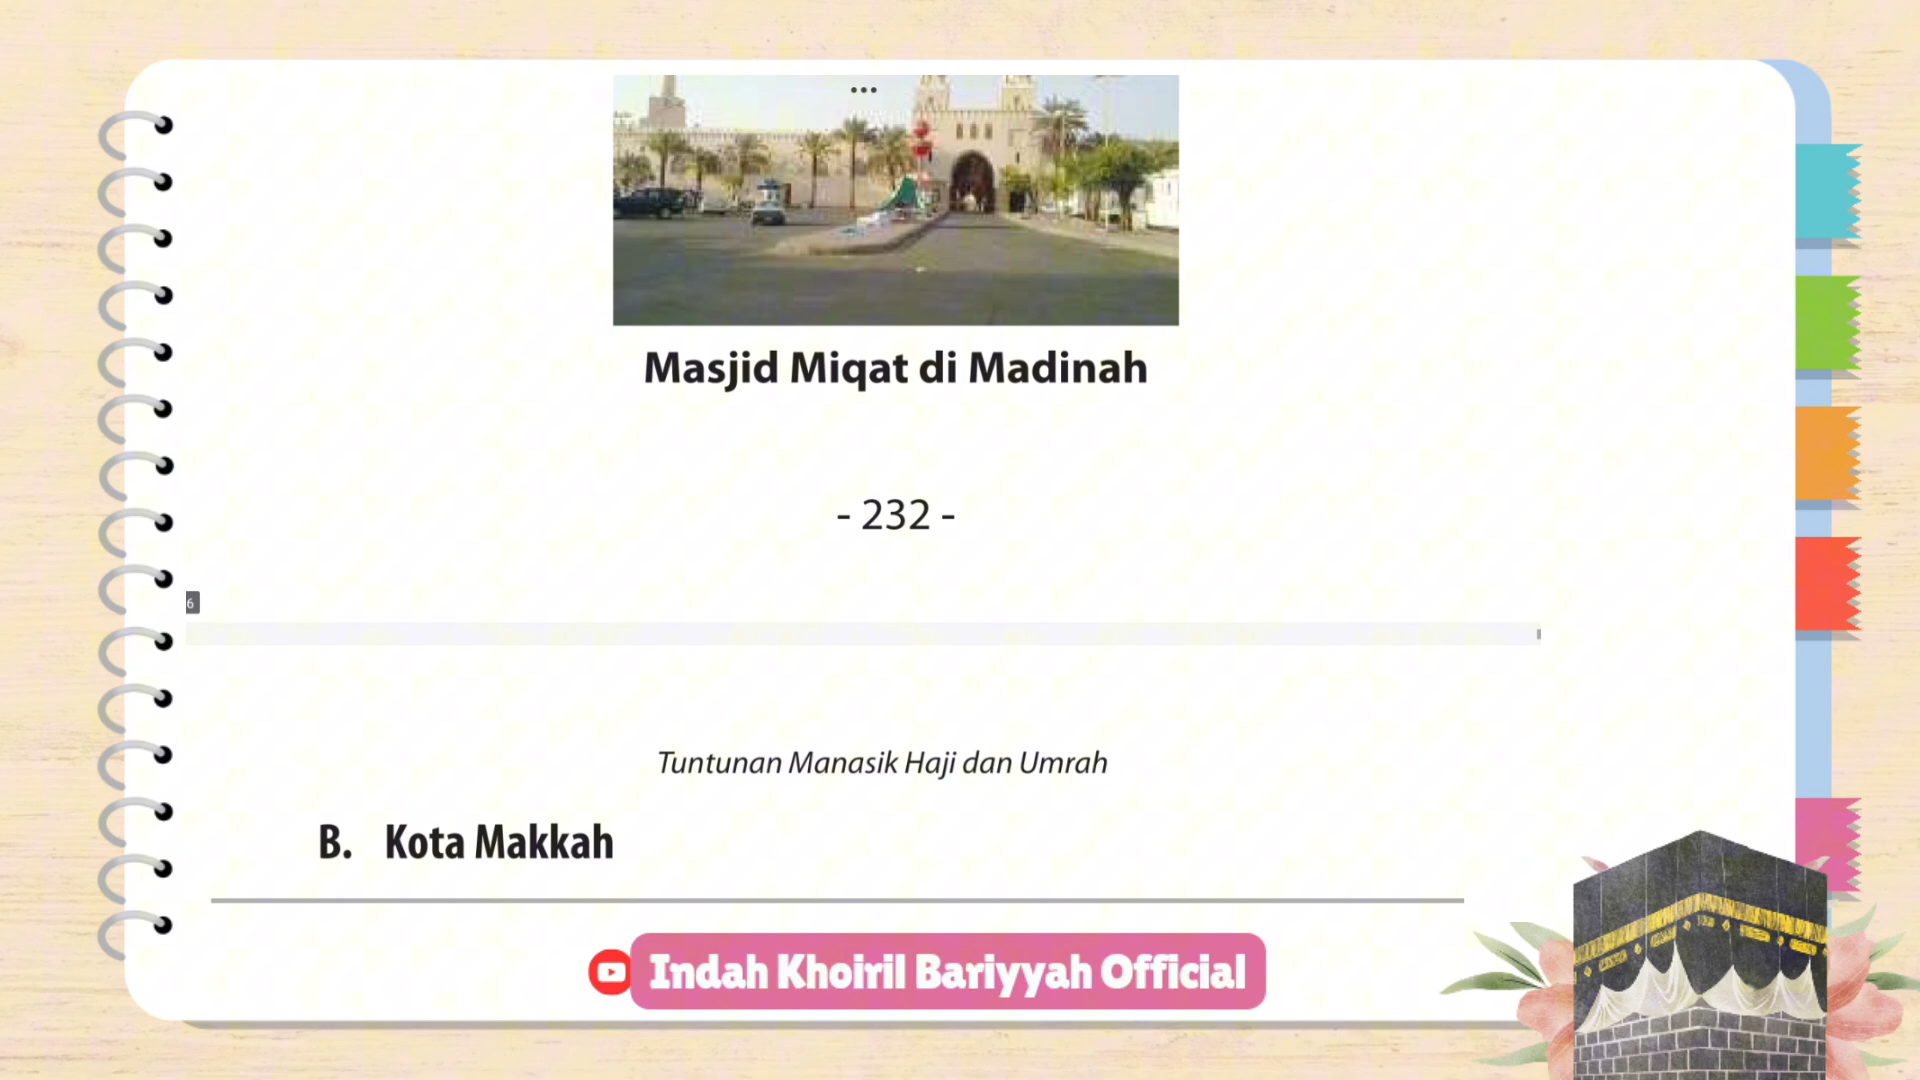 Masjid Miqat di Madinah
- 232 -
6
Tuntunan Manasik Haji dan Umrah
B. Kota Makkah
Indah Khoiril Bariyyah Official